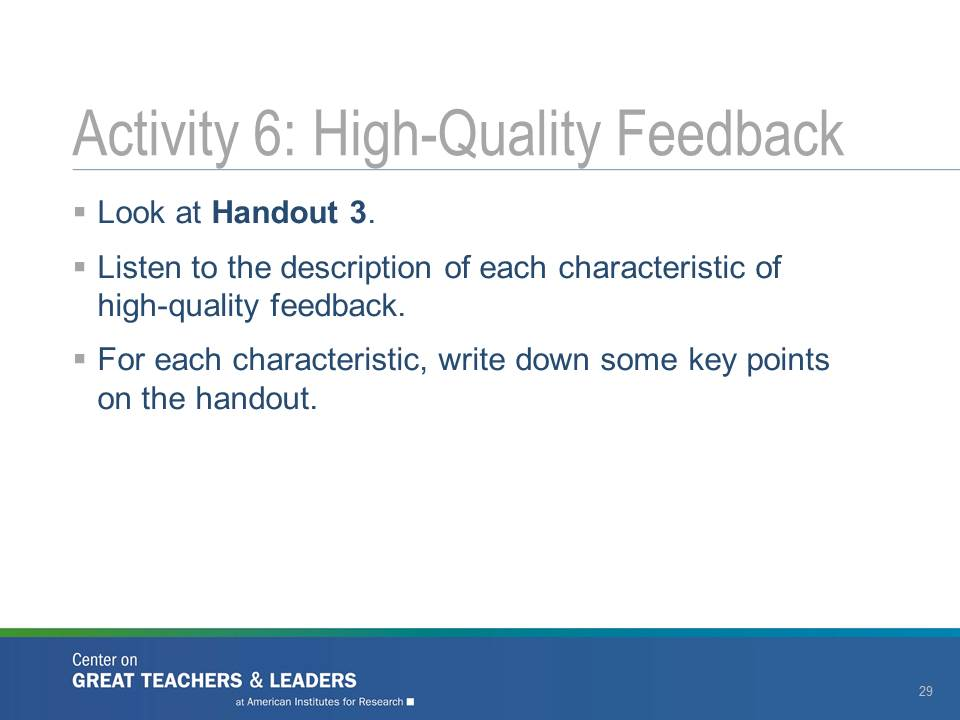 Activity 6: High-Quality Feedback
▪ Look at Handout 3.
▪ Listen to the description of each characteristic of
high-quality feedback.
▪ For each characteristic, write down some key points
on the handout.
Center on
GREAT TEACHERS & LEADERS
at American Institutes for Research ■
29